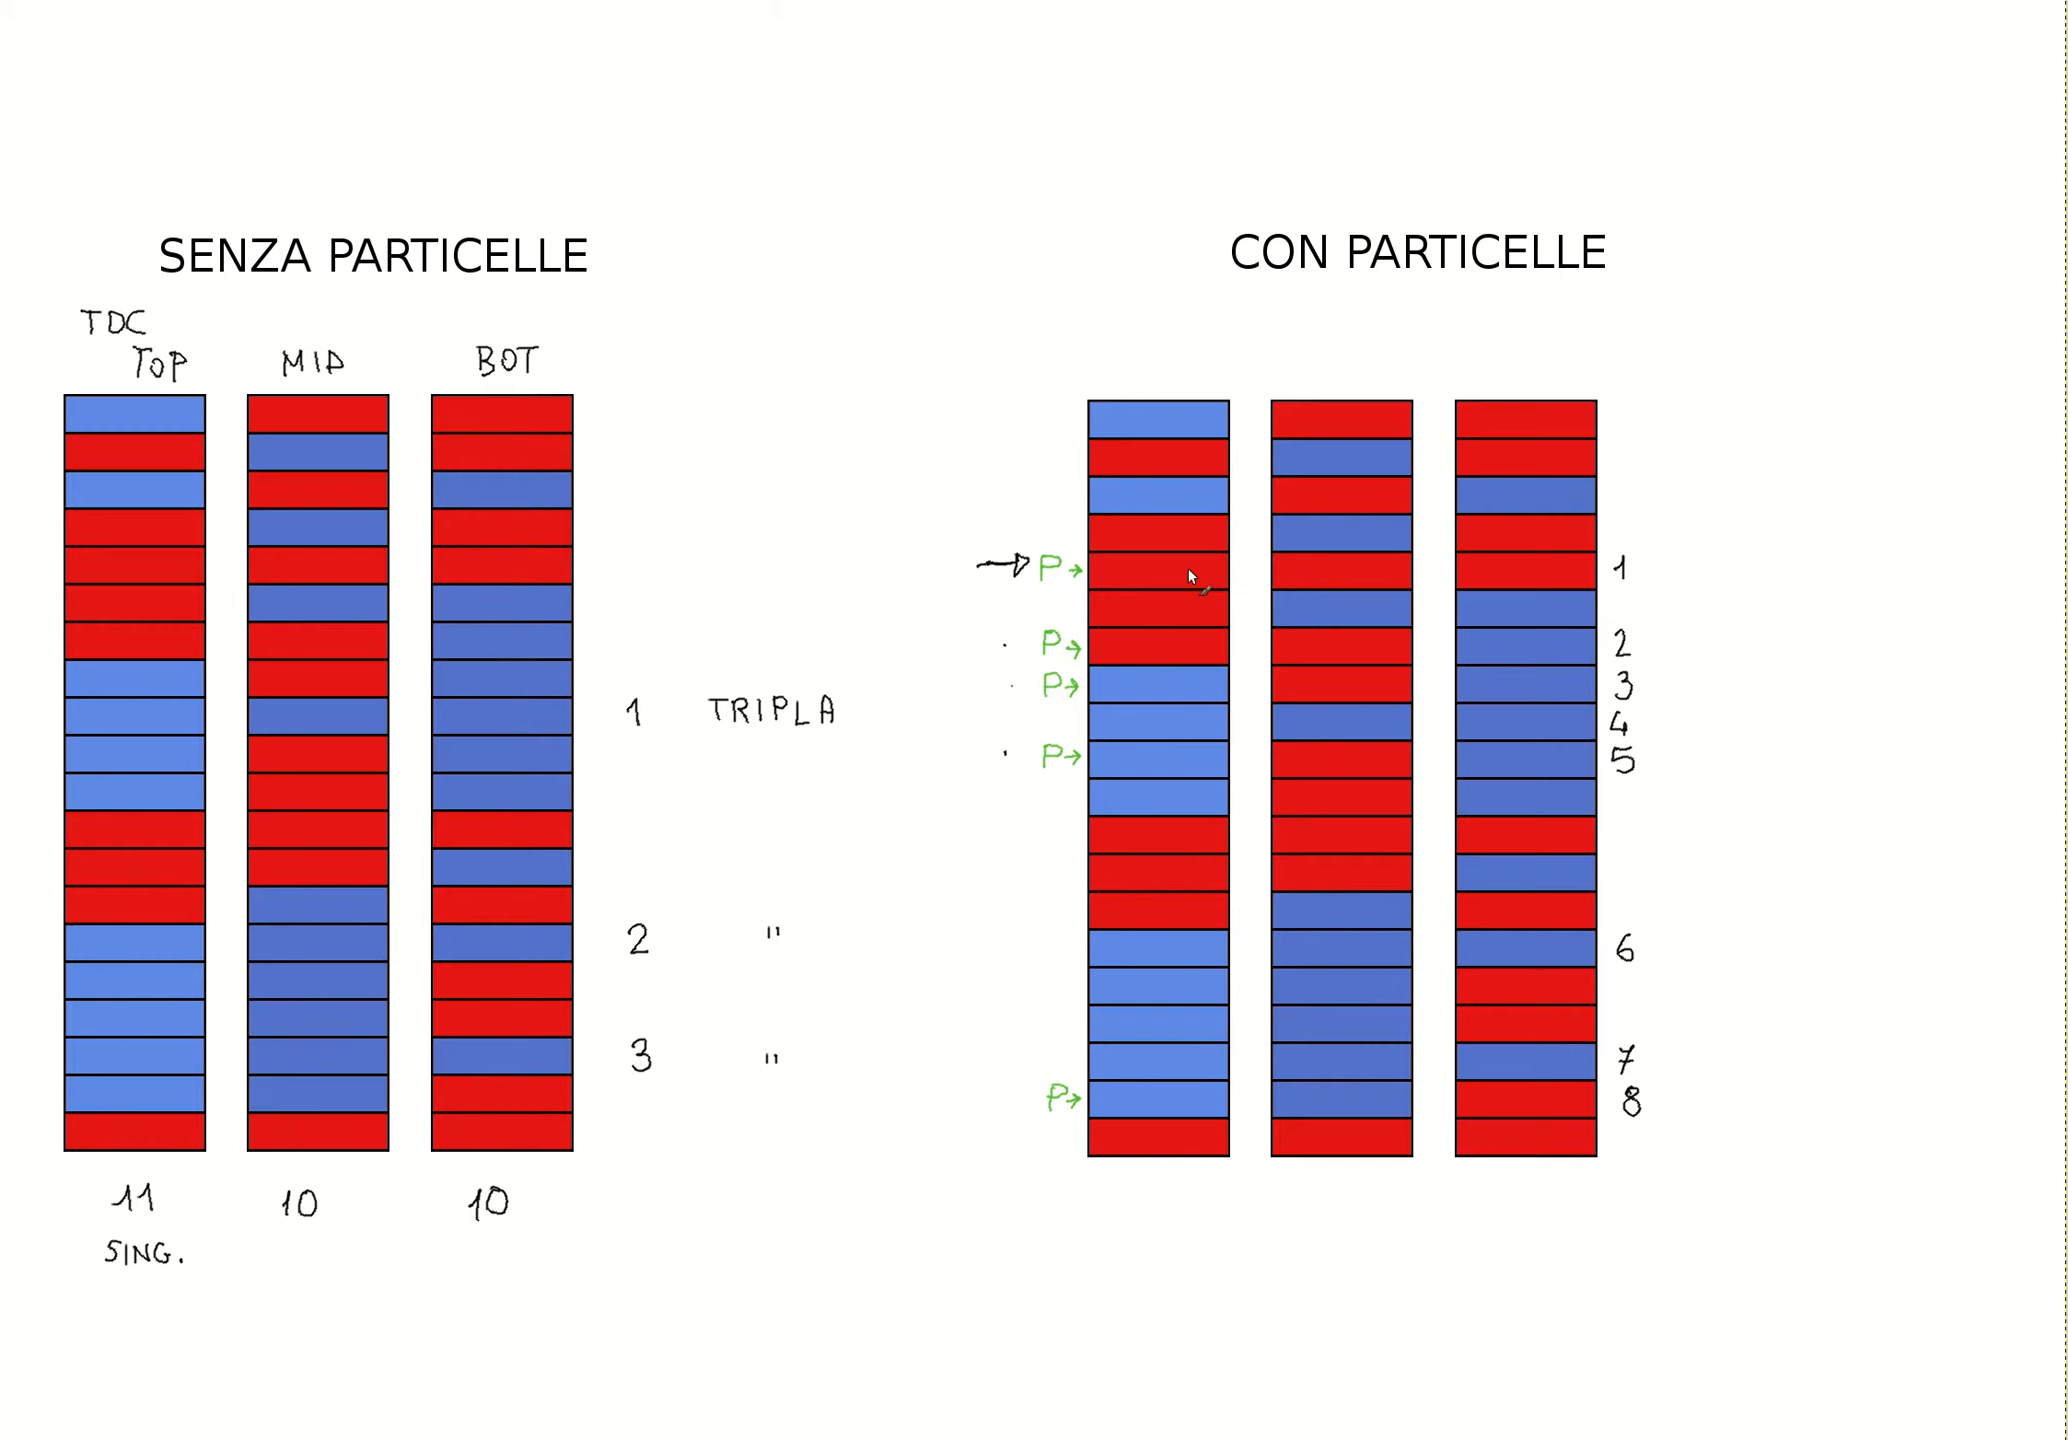 SENZA PARTICELLE
CON PARTICELLE
TDC
TOP MID BOT
1 TRIPLA
2 "
3 "
11 10 10
SING.
P 1
P 2
P 3
4
P 5
6
7
P 8